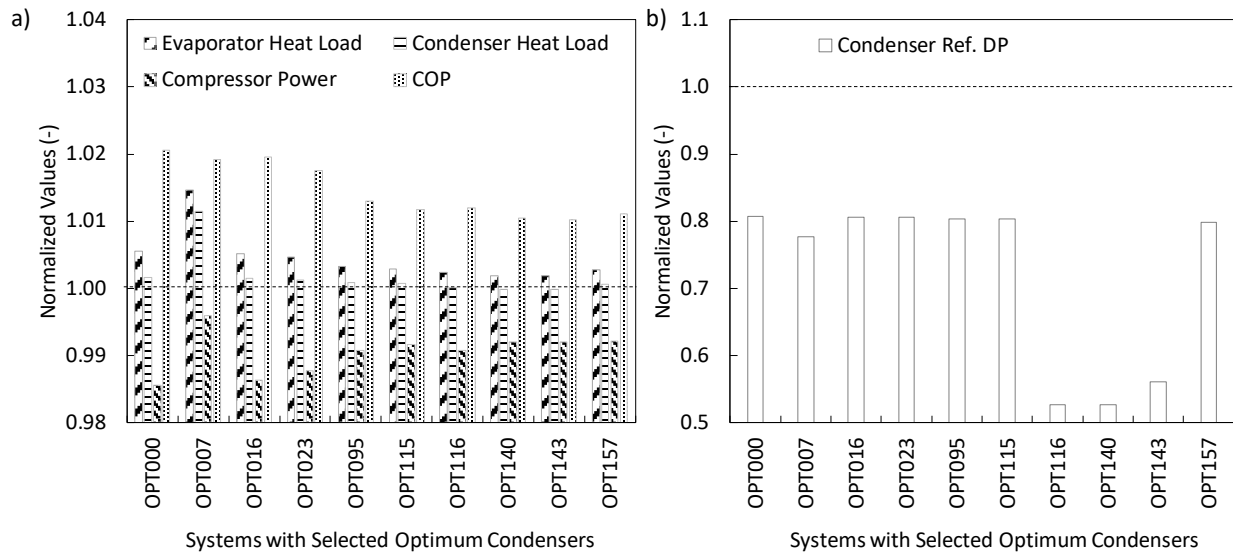 a)
Normalized Values (-)
1.04
1.03
1.02
1.01
1.00
0.99
0.98
Evaporator Heat Load
Condenser Heat Load
Compressor Power
COP
OPT000
OPT007
OPT016
OPT023
OPT095
OPT115
OPT116
OPT140
OPT143
OPT157
Systems with Selected Optimum Condensers
b)
Normalized Values (-)
1.1
1.0
0.9
0.8
0.7
0.6
0.5
Condenser Ref. DP
OPT000
OPT007
OPT016
OPT023
OPT095
OPT115
OPT116
OPT140
OPT143
OPT157
Systems with Selected Optimum Condensers